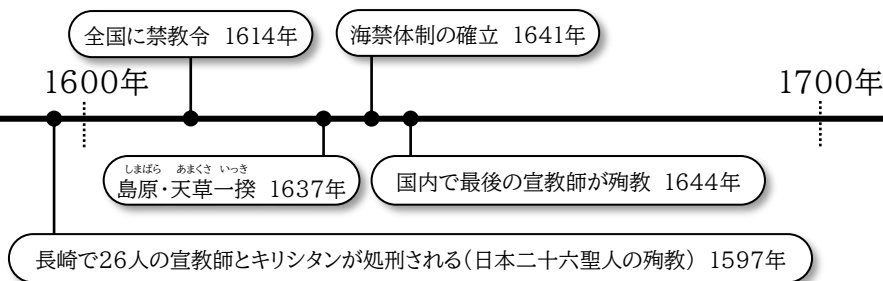 全国に禁教令 1614年
海禁体制の確立 1641年
1600年
1700年
しまばら あまくさ いっき
島原・天草一揆 1637年
国内で最後の宣教師が殉教 1644年
長崎で26人の宣教師とキリシタンが処刑される(日本二十六聖人の殉教) 1597年